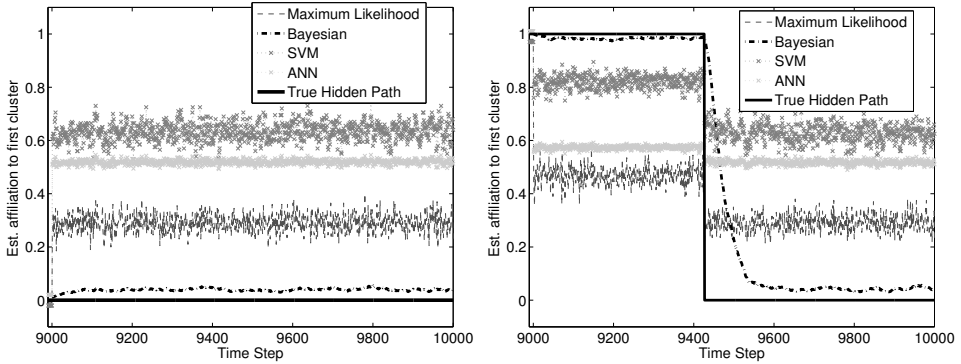 Maximum Likelihood
Bayesian
SVM
ANN
True Hidden Path
1
0.8
0.6
0.4
0.2
0
Est. affiliation to first cluster
9000 9200 9400 9600 9800 10000
Time Step
Maximum Likelihood
Bayesian
SVM
ANN
True Hidden Path
1
0.8
0.6
0.4
0.2
0
Est. affiliation to first cluster
9000 9200 9400 9600 9800 10000
Time Step